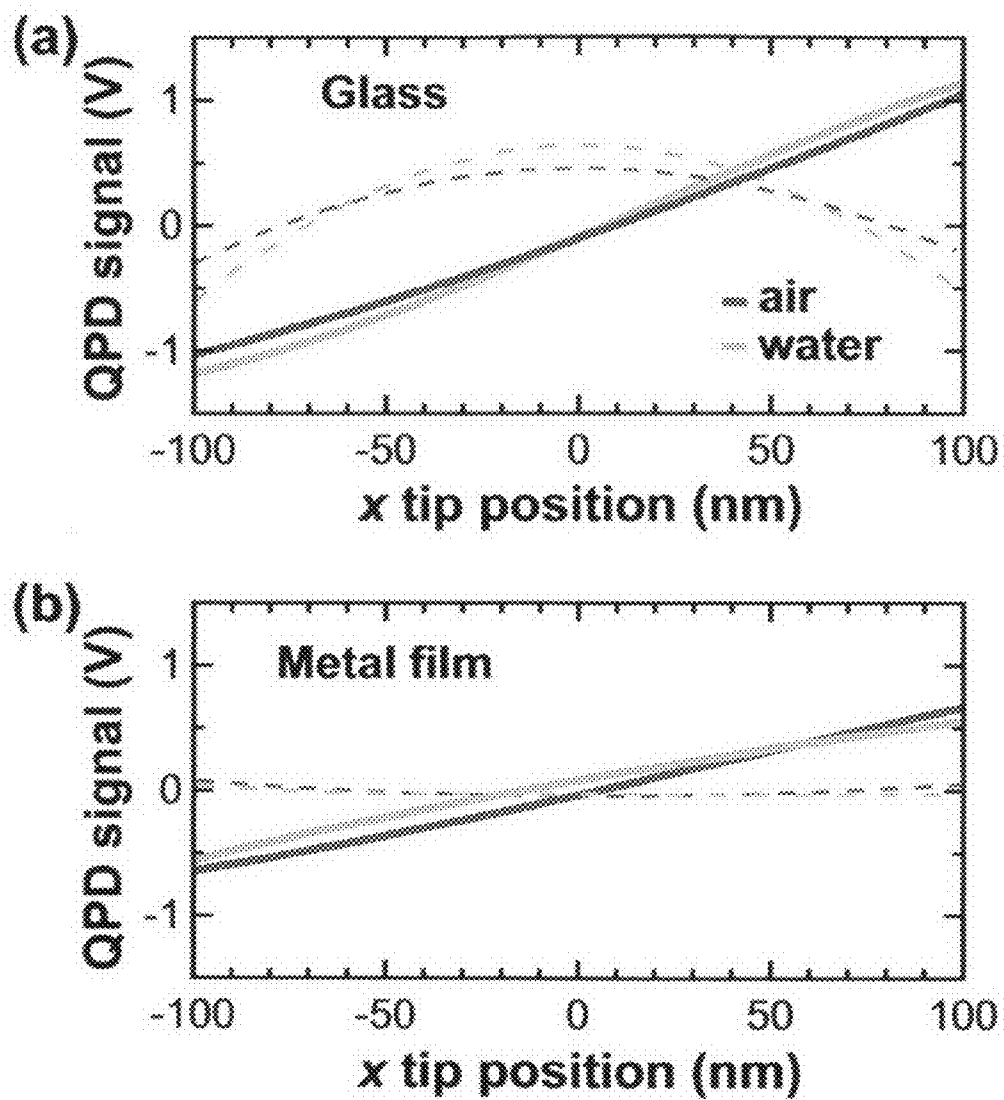 (a)
Glass
QPD signal (V)
1
0
-1
air
water
-100 -50 0 50 100
x tip position (nm)
(b)
Metal film
QPD signal (V)
1
0
-1
-100 -50 0 50 100
x tip position (nm)